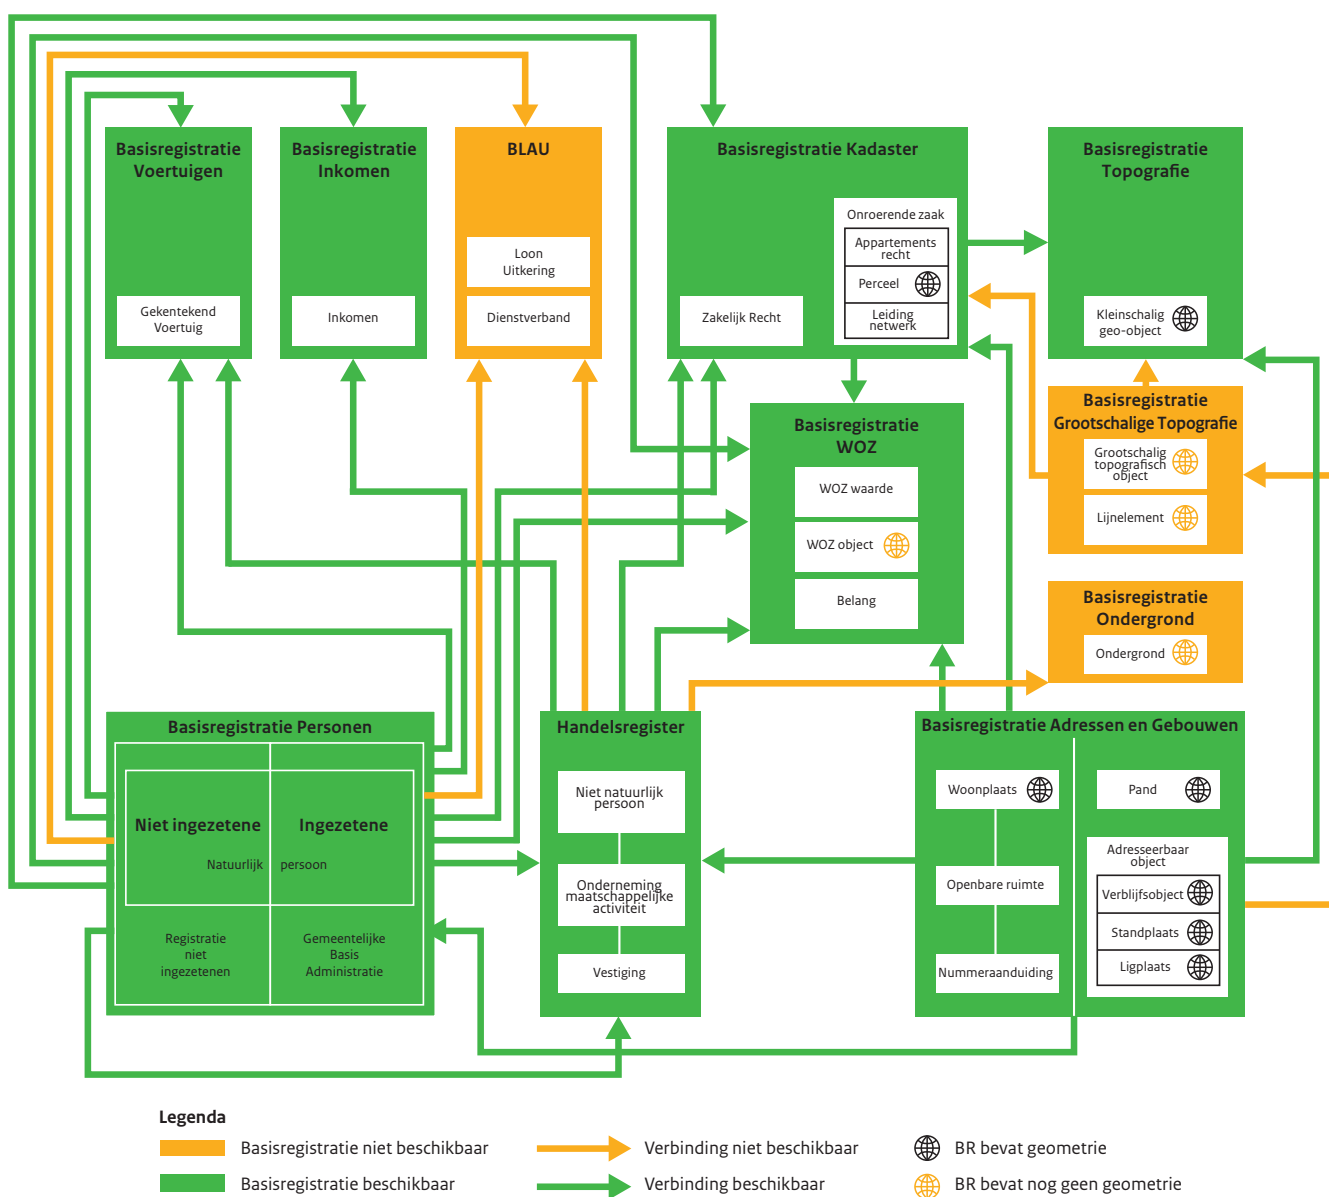 Basisregistratie
Voertuigen
Gekentekend
Voertuig
Basisregistratie
Inkomen
Inkomen
BLAU
Loon
Uitkering
Dienstverband
Basisregistratie Kadaster
Zakelijk Recht
Onroerende zaak
Appartements
recht
Perceel
Leiding
netwerk
Basisregistratie
Topografie
Kleinschalig
geo-object
Basisregistratie
Grootschalige Topografie
Grootschalig
topografisch
object
Lijnelement
Basisregistratie
WOZ
WOZ waarde
WOZ object
Belang
Basisregistratie
Ondergrond
Ondergrond
Basisregistratie Personen
Niet ingezetene
Ingezetene
Natuurlijk
persoon
Registratie
niet
ingezetenen
Gemeentelijke
Basis
Administratie
Handelsregister
Niet natuurlijk
persoon
Onderneming
maatschappelijke
activiteit
Vestiging
Basisregistratie Adressen en Gebouwen
Woonplaats
Openbare ruimte
Nummeraanduiding
Pand
Adresseerbaar
object
Verblijfsobject
Standplaats
Ligplaats
Legenda
Basisregistratie niet beschikbaar
Verbinding niet beschikbaar
BR bevat geometrie
Basisregistratie beschikbaar
Verbinding beschikbaar
BR bevat nog geen geometrie